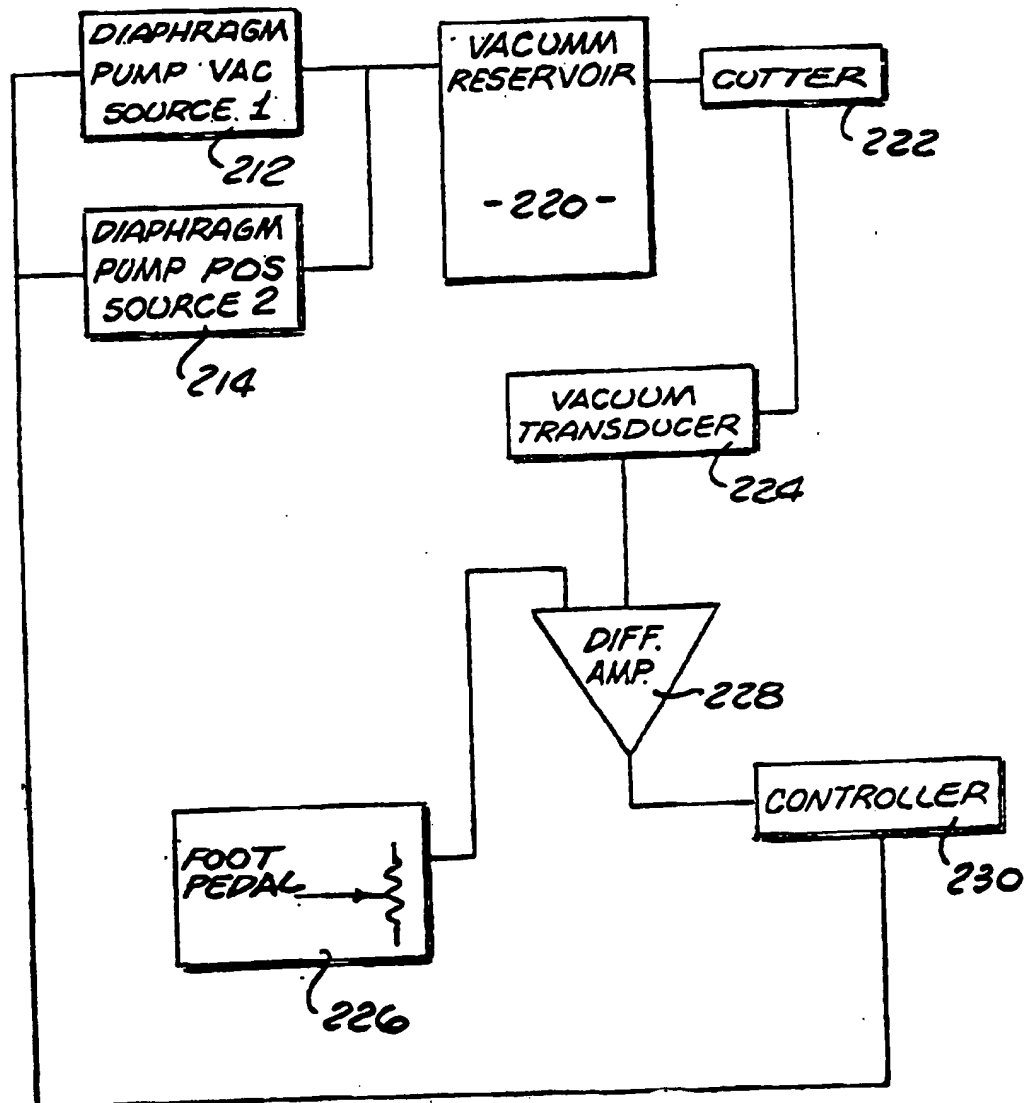 DIAPHRAGM
PUMP VAC
SOURCE 1
212
DIAPHRAGM
PUMP POS
SOURCE 2
214
VACUMM
RESERVOIR
-220-
CUTTER
222
VACUUM
TRANSDUCER
224
DIFF.
AMP.
228
FOOT
PEDAL
226
CONTROLLER
230